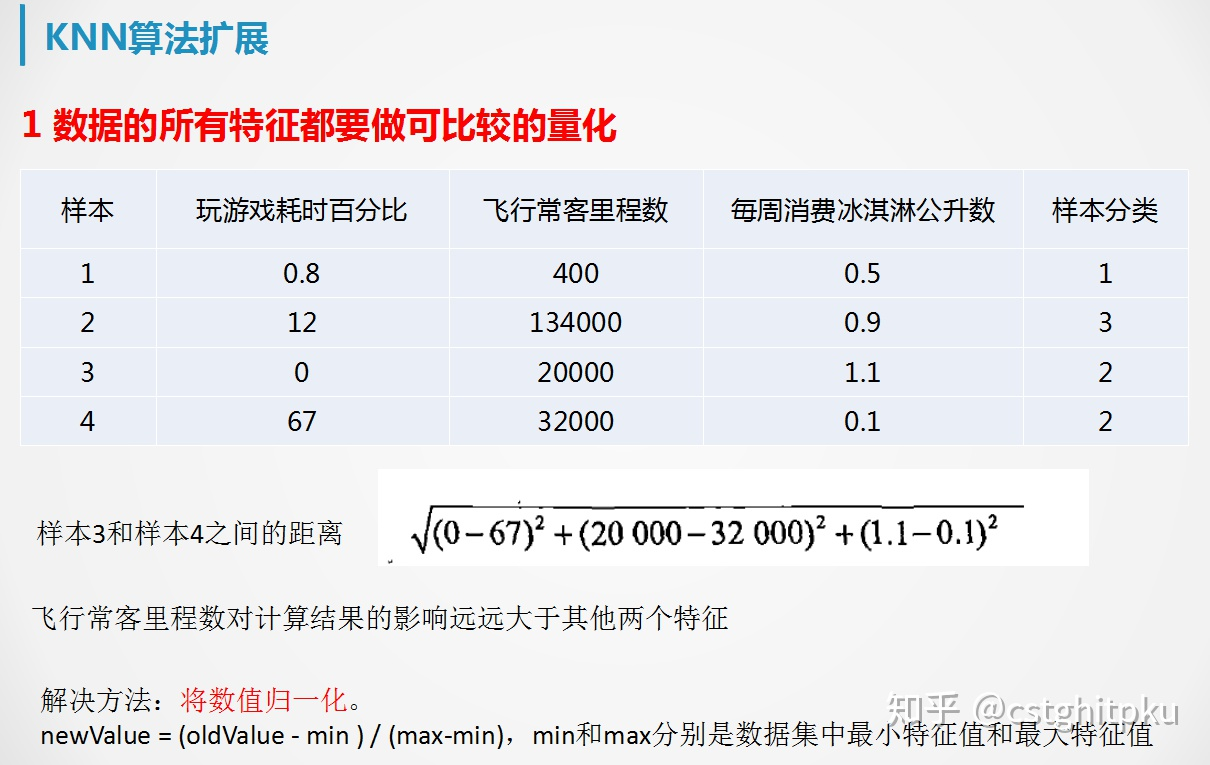 KNN算法扩展
1 数据的所有特征都要做可比较的量化
样本 玩游戏耗时百分比 飞行常客里程数 每周消费冰淇淋公升数 样本分类
1 0.8 400 0.5 1
2 12 134000 0.9 3
3 0 20000 1.1 2
4 67 32000 0.1 2
样本3和样本4之间的距离 √(0−67)² + (20 000−32 000)² + (1.1−0.1)²
飞行常客里程数对计算结果的影响远远大于其他两个特征
解决方法：将数值归一化。
知乎 @cstghitpku
newValue = (oldValue - min ) / (max-min)，min和max分别是数据集中最小特征值和最大特征值